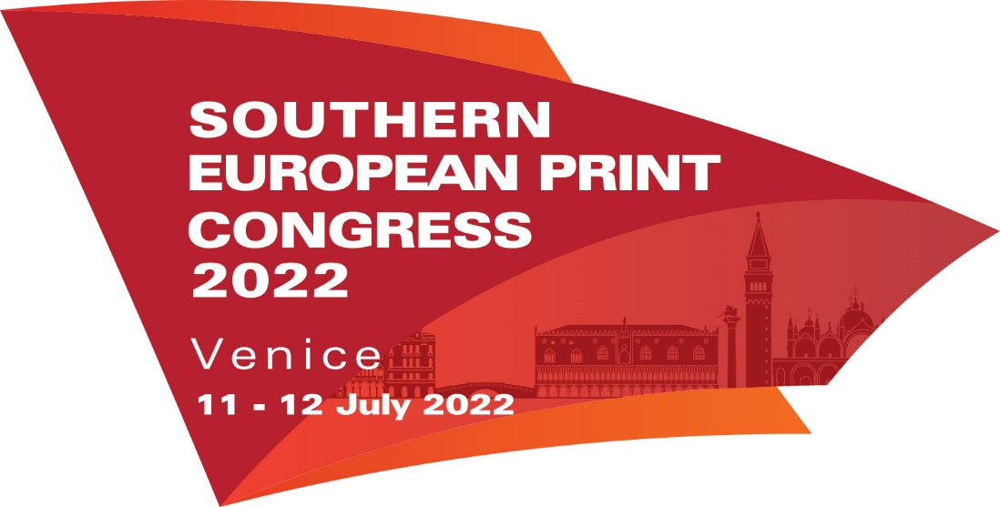 SOUTHERN
EUROPEAN PRINT
CONGRESS
2022
Venice
11 - 12 July 2022